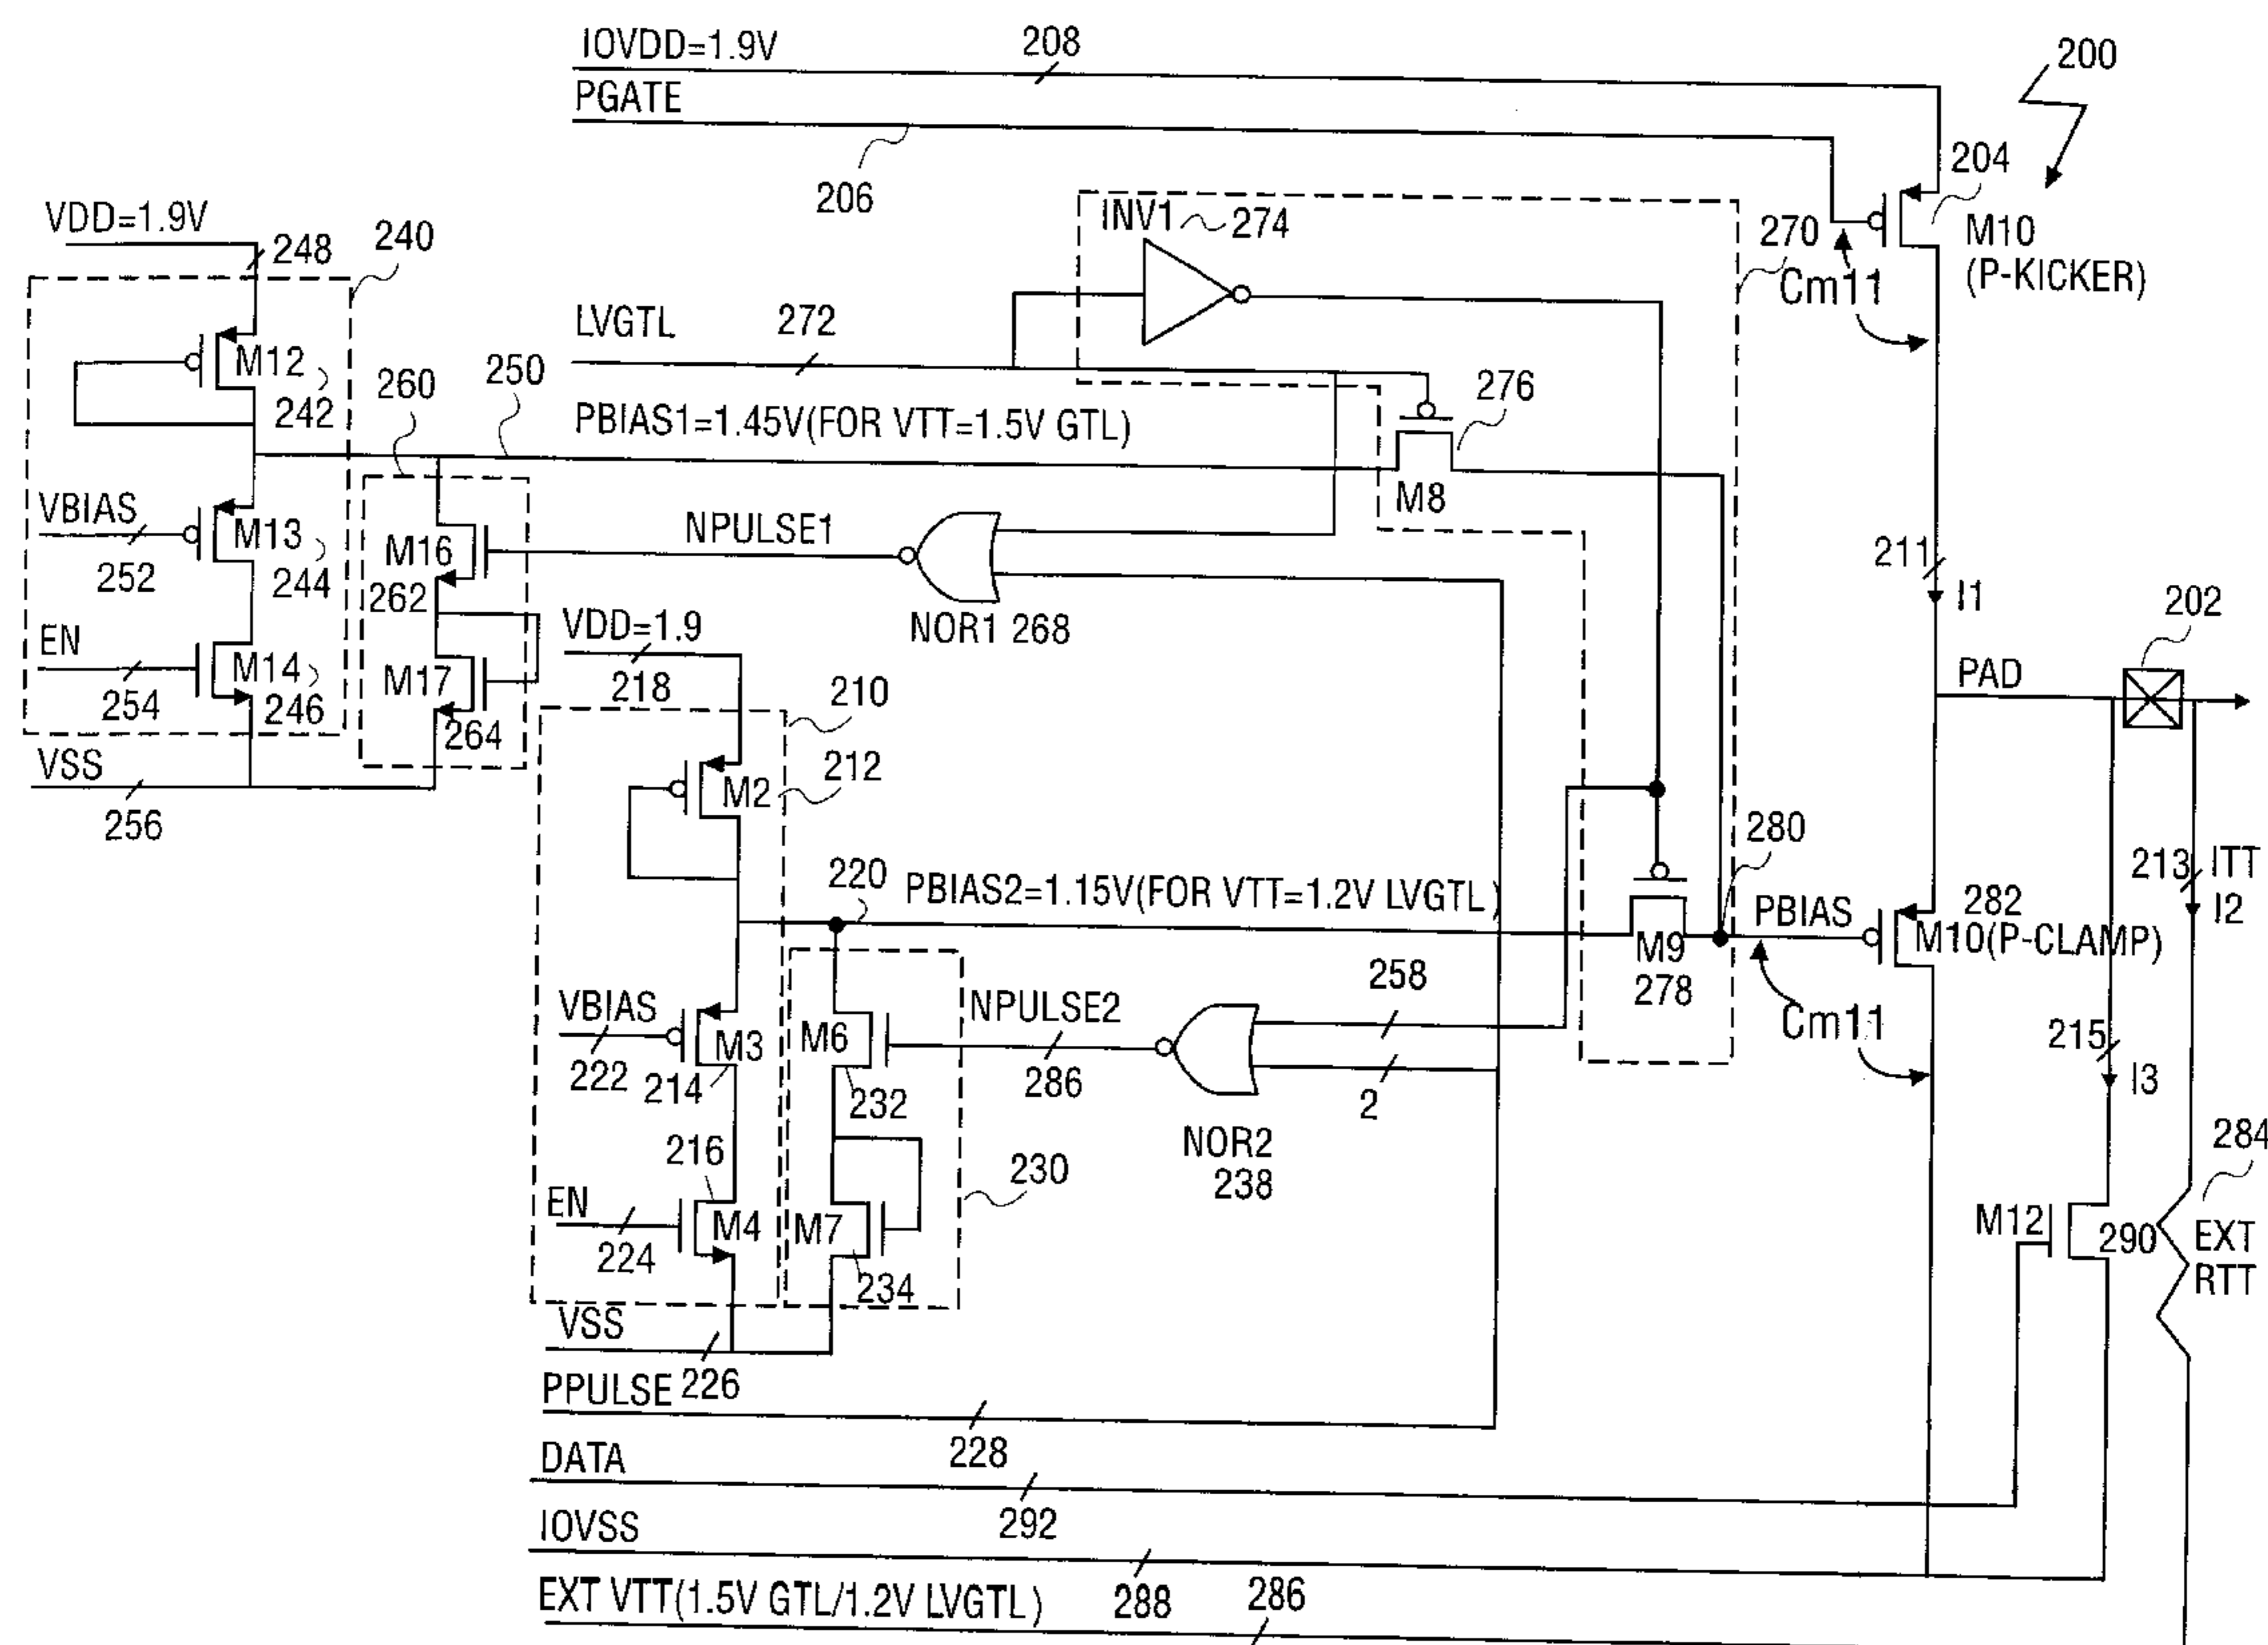 IOVDD=1.9V
208
200
PGATE
204
206
M10
(P-KICKER)
VDD=1.9V
240
248
INV1
274
270
Cm11
LVGTL
272
M12
242
260
250
276
PBIAS1=1.45V(FOR VTT=1.5V GTL)
M8
VBIAS
252
M13
244
M16
262
NPULSE1
NOR1 268
211
I1
202
EN
254
M14
246
M17
264
VDD=1.9
218
210
PAD
VSS
256
M2
212
280
220
PBIAS2=1.15V(FOR VTT=1.2V LVGTL)
213
ITT
I2
PBIAS
282
M10(P-CLAMP)
M9
278
VBIAS
222
M3
214
M6
232
NPULSE2
286
258
2
Cm11
215
I3
NOR2
238
216
230
284
EN
224
M4
M7
234
M12
290
EXT
RTT
VSS
226
PPULSE
228
DATA
292
IOVSS
288
EXT VTT(1.5V GTL/1.2V LVGTL)
286